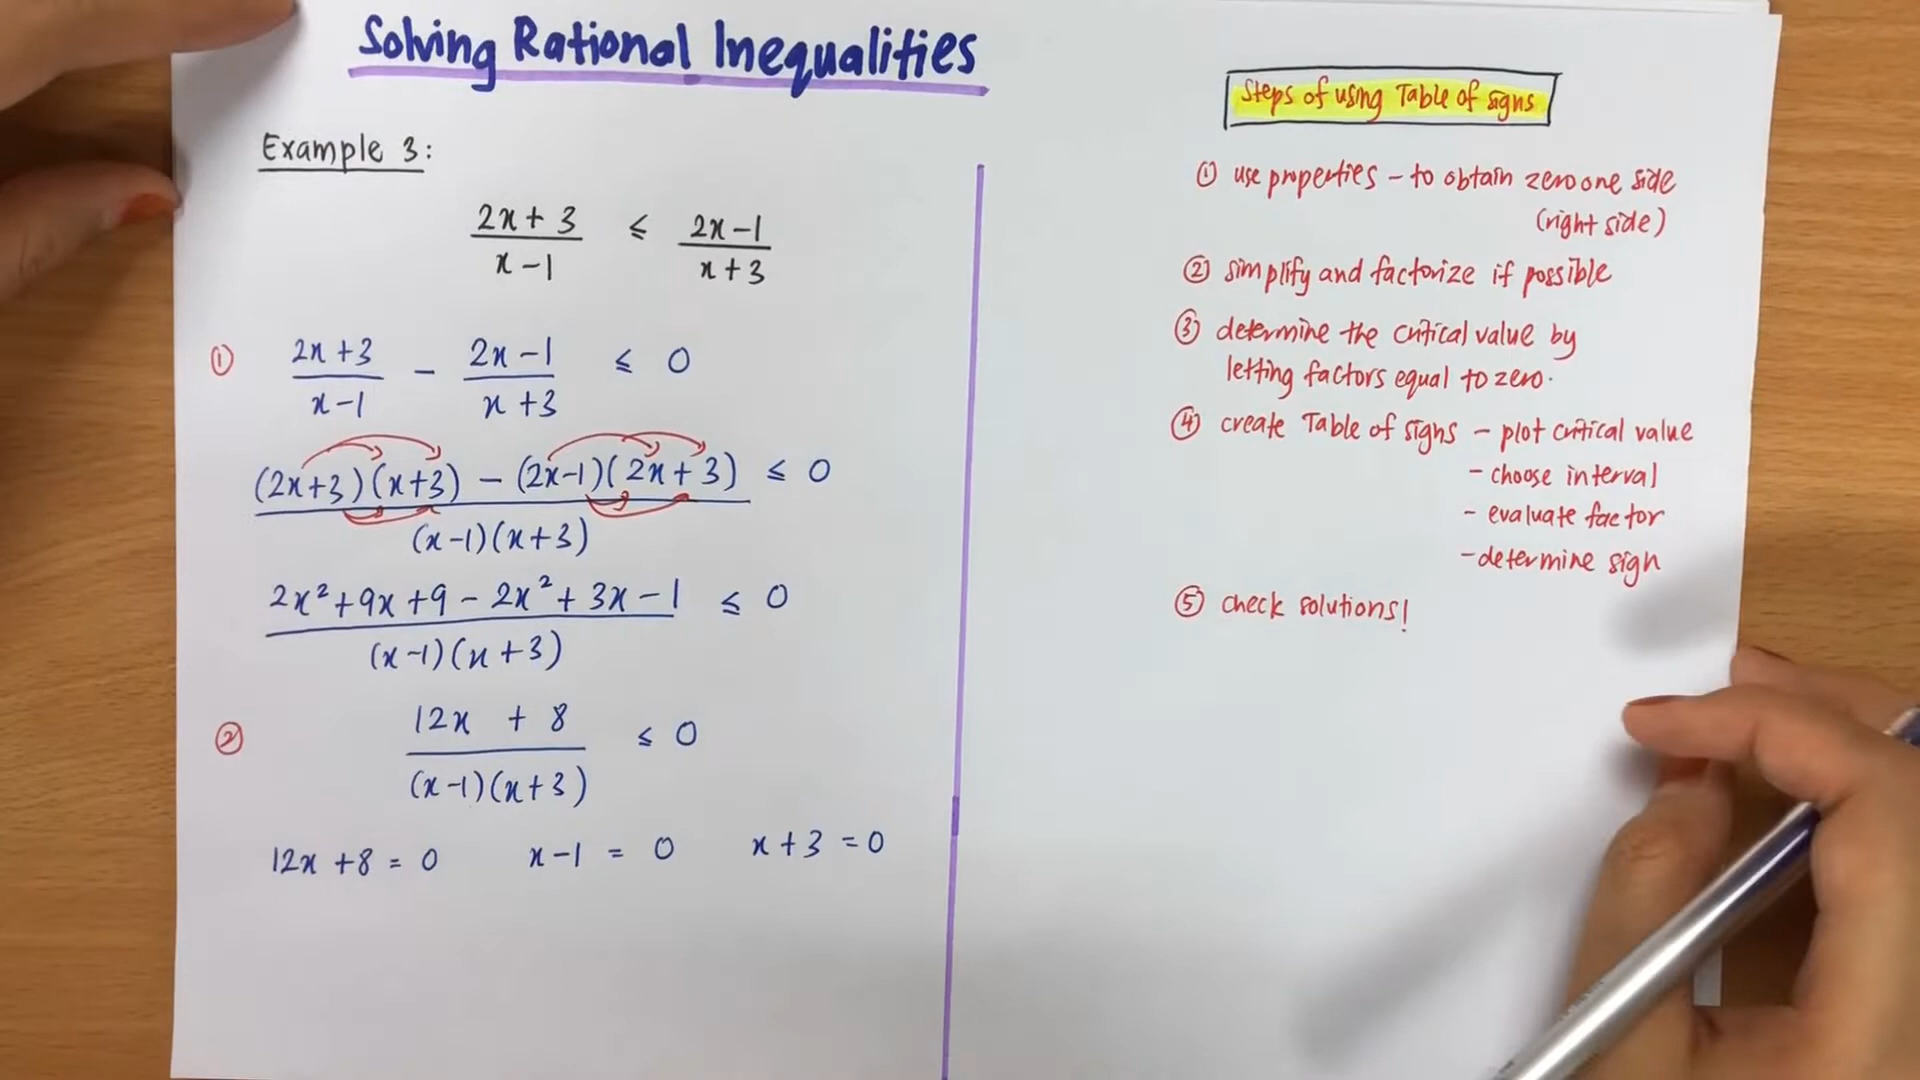 Solving Rational Inequalities
Example 3:
(2x+3)/(x-1) ≤ (2x-1)/(x+3)
① (2x+3)/(x-1) - (2x-1)/(x+3) ≤ 0
((2x+3)(x+3) - (2x-1)(2x+3))/((x-1)(x+3)) ≤ 0
(2x²+9x+9-2x²+3x-1)/((x-1)(x+3)) ≤ 0
② (12x + 8)/((x-1)(x+3)) ≤ 0
12x+8 = 0 x-1 = 0 x+3 = 0
Steps of using Table of signs
① use properties - to obtain zero one side
(right side)
② simplify and factorize if possible
③ determine the critical value by
letting factors equal to zero.
④ create Table of signs - plot critical value
- choose interval
- evaluate factor
- determine sign
⑤ check solutions!